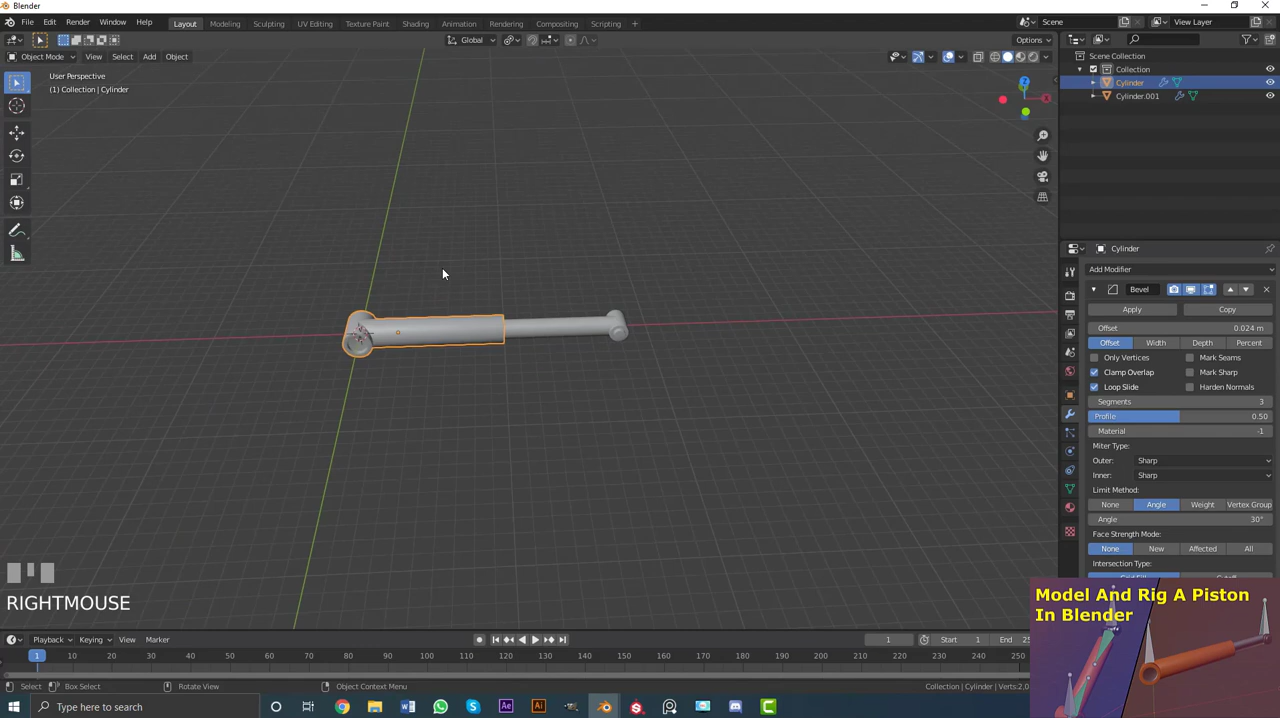 Blender
File Edit Render Window Help Layout Modeling Sculpting UV Editing Texture Paint Shading Animation Rendering Compositing Scripting + Scene View Layer
Global Options
Object Mode View Select Add Object
User Perspective
(1) Collection | Cylinder
Z
Scene Collection
Collection
Cylinder
Cylinder.001
Cylinder
Add Modifier
Bevel
Apply Copy
Offset 0.024 m
Offset Width Depth Percent
Only Vertices Mark Seams
Clamp Overlap Mark Sharp
Loop Slide Harden Normals
Segments 3
Profile 0.50
Material -1
Miter Type:
Outer: Sharp
Inner: Sharp
Limit Method:
None Angle Weight Vertex Group
Angle 30°
Face Strength Mode:
None New Affected All
Intersection Type:
RIGHTMOUSE
Model And Rig A Piston
In Blender
Playback Keying View Marker 1 Start 1 End 25
1 10 20 30 40 50 60 70 80 90 100 110 120 130 140 150 160 170 180 190 200 210 220 230 240 250
Select Box Select Rotate View Object Context Menu Collection | Cylinder | Verts:2,0
Type here to search